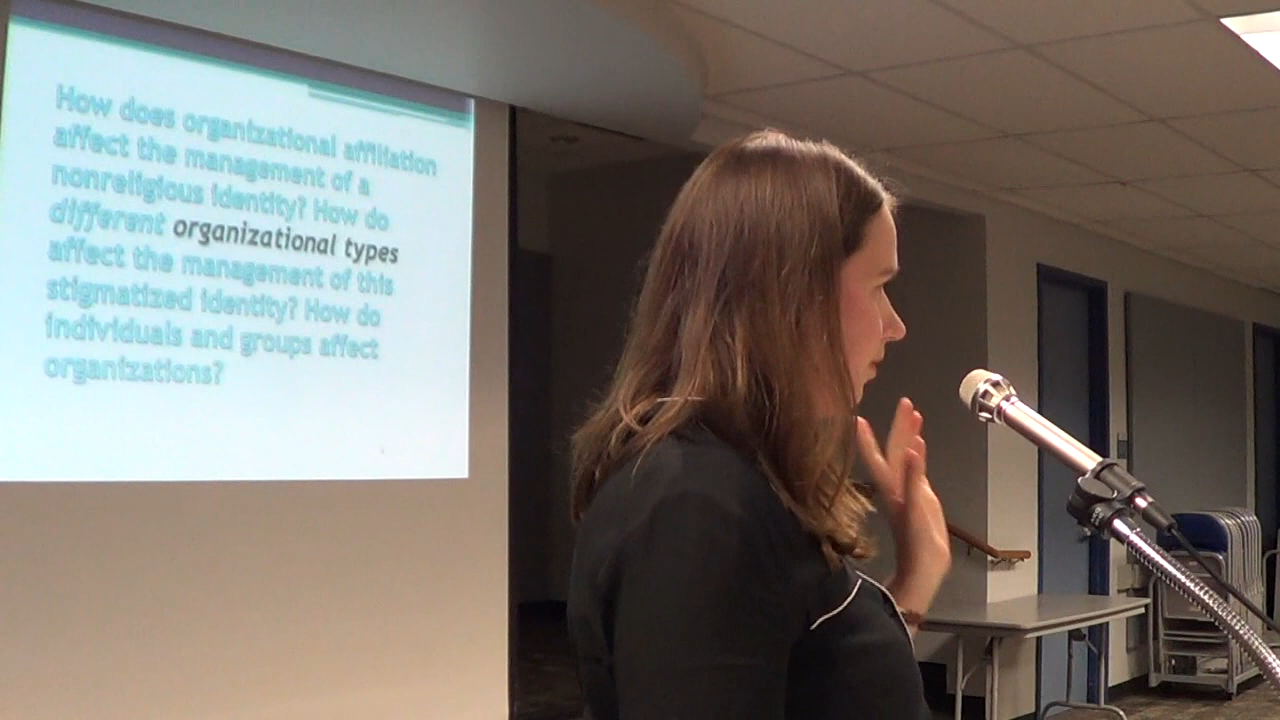 How does organizational affiliation
affect the management of a
nonreligious identity? How do
different organizational types
affect the management of this
stigmatized identity? How do
individuals and groups affect
organizations?